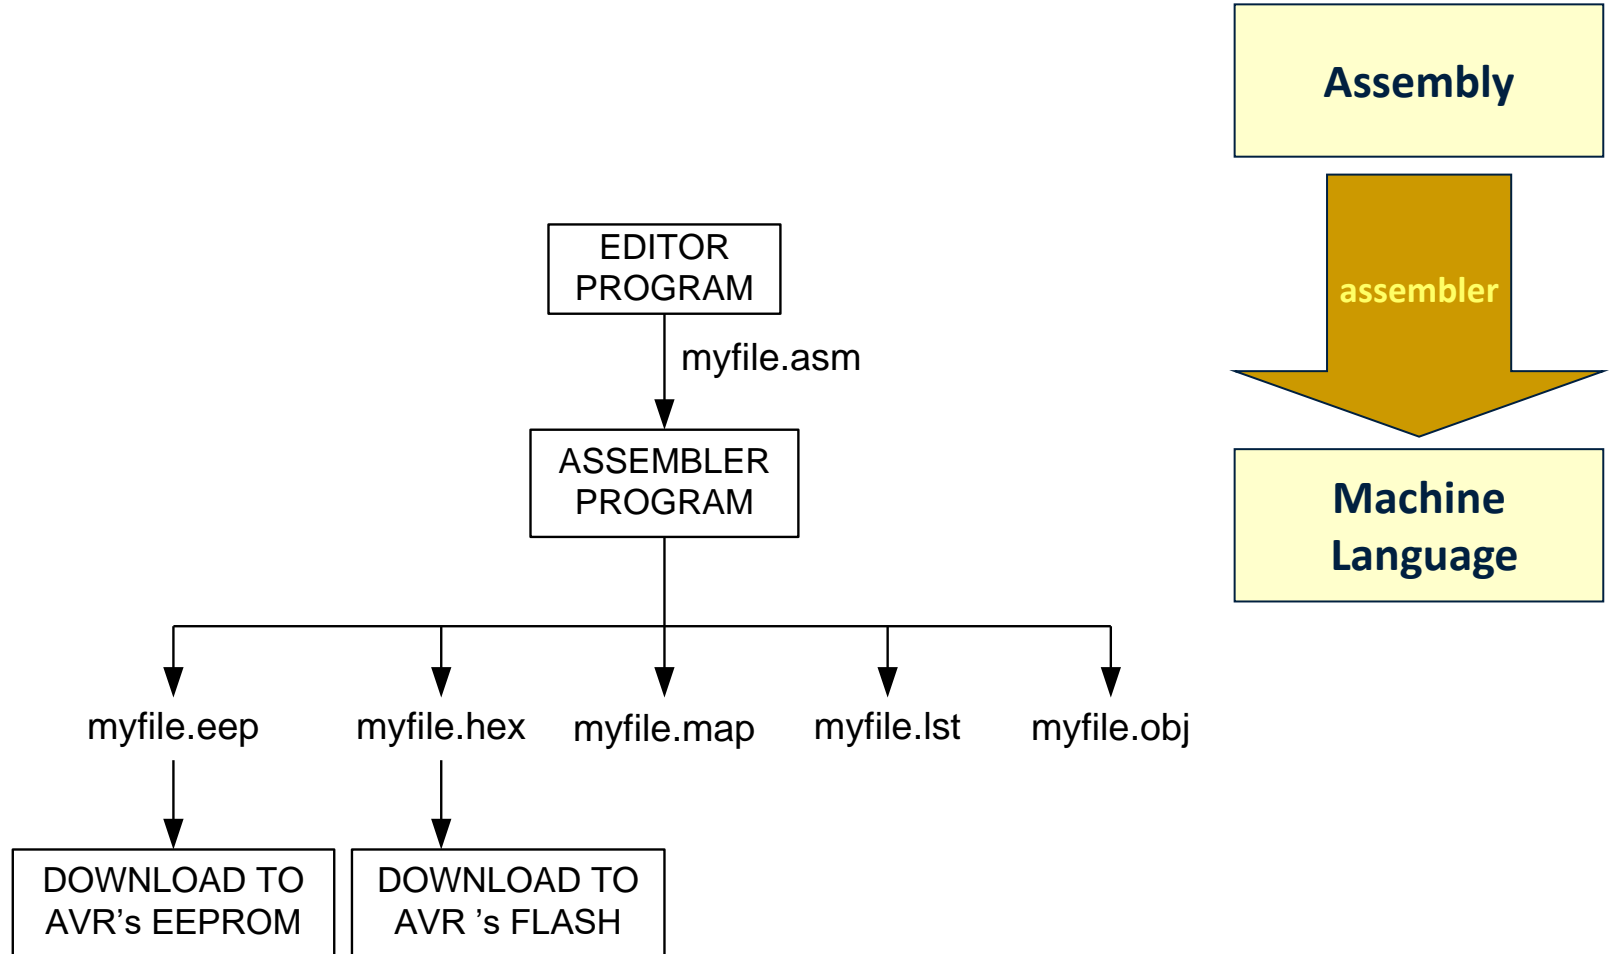 Assembly
assembler
Machine
Language
EDITOR
PROGRAM
myfile.asm
ASSEMBLER
PROGRAM
myfile.eep
myfile.hex
myfile.map
myfile.lst
myfile.obj
DOWNLOAD TO
AVR's EEPROM
DOWNLOAD TO
AVR 's FLASH